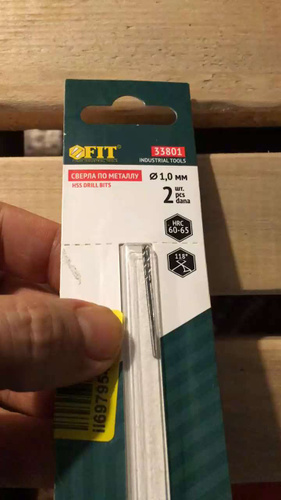 FIT
33801
INDUSTRIAL TOOLS
СВЕРЛА ПО МЕТАЛЛУ
HSS DRILL BITS
Ø 1,0 мм
2 шт.
pcs
dana
HRC
60-65
118°